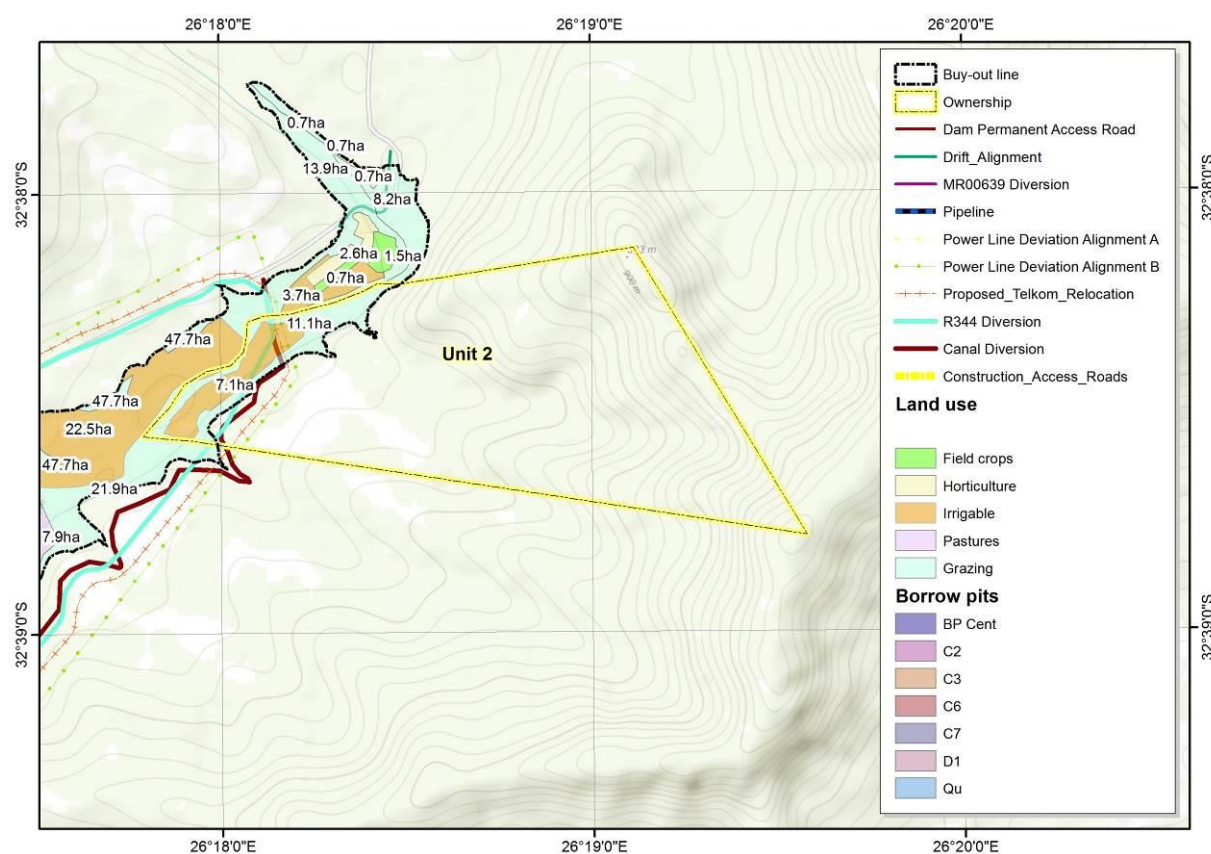 26°18'0"E
26°19'0"E
26°20'0"E
32°38'0"S
32°38'0"S
32°39'0"S
32°39'0"S
0.7ha
0.7ha
13.9ha
0.7ha
8.2ha
2.6ha
1.5ha
0.7ha
3.7ha
11.1ha
47.7ha
7.1ha
47.7ha
22.5ha
47.7ha
21.9ha
7.9ha
900 m
Unit 2
Buy-out line
Ownership
Dam Permanent Access Road
Drift_Alignment
MR00639 Diversion
Pipeline
Power Line Deviation Alignment A
Power Line Deviation Alignment B
Proposed_Telkom_Relocation
R344 Diversion
Canal Diversion
Construction_Access_Roads
Land use
Field crops
Horticulture
Irrigable
Pastures
Grazing
Borrow pits
BP Cent
C2
C3
C6
C7
D1
Qu
26°18'0"E
26°19'0"E
26°20'0"E